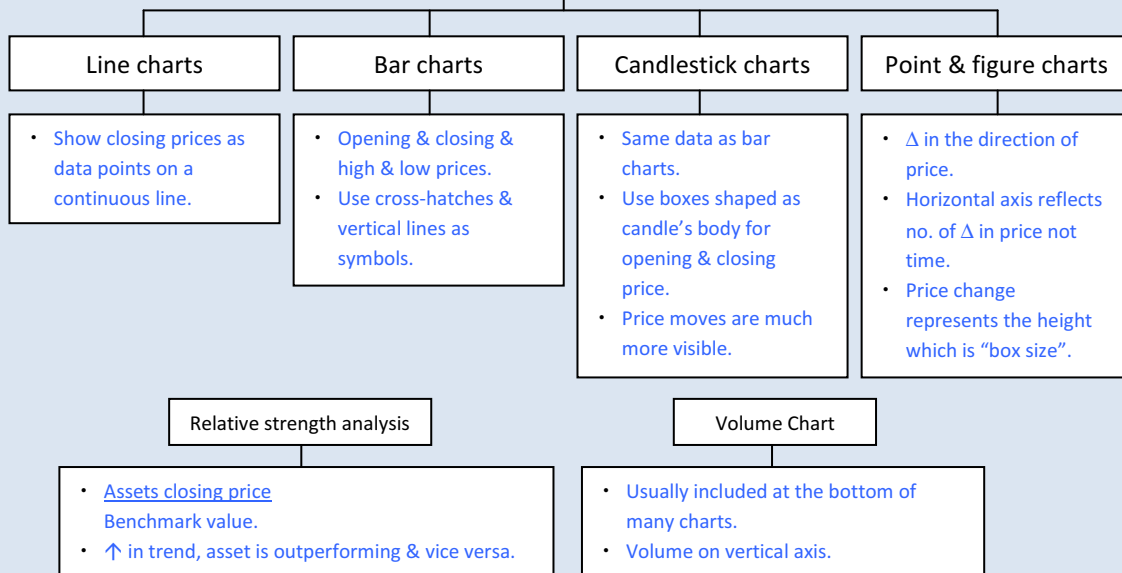 Line charts
• Show closing prices as
data points on a
continuous line.
Bar charts
• Opening & closing &
high & low prices.
• Use cross-hatches &
vertical lines as
symbols.
Candlestick charts
• Same data as bar
charts.
• Use boxes shaped as
candle’s body for
opening & closing
price.
• Price moves are much
more visible.
Point & figure charts
• Δ in the direction of
price.
• Horizontal axis reflects
no. of Δ in price not
time.
• Price change
represents the height
which is “box size”.
Relative strength analysis
• Assets closing price
Benchmark value.
• ↑ in trend, asset is outperforming & vice versa.
Volume Chart
• Usually included at the bottom of
many charts.
• Volume on vertical axis.